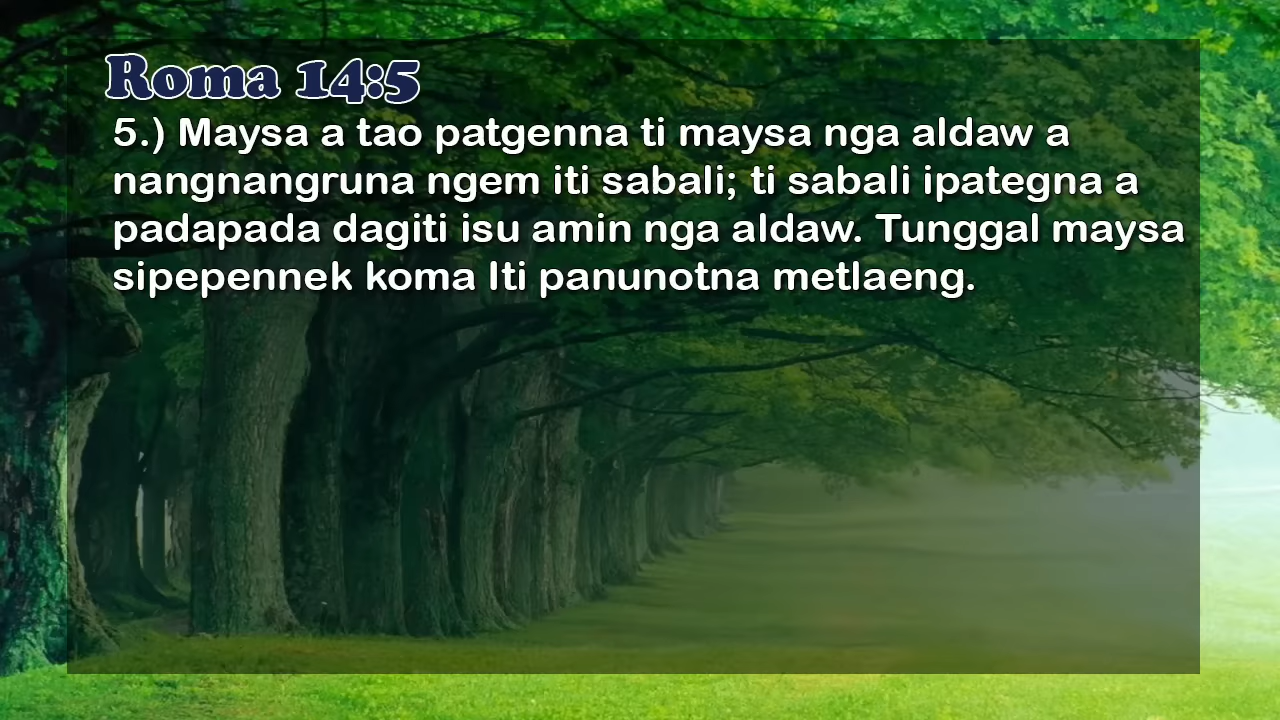 Roma 14:5
5.) Maysa a tao patgenna ti maysa nga aldaw a
nangnangruna ngem iti sabali; ti sabali ipategna a
padapada dagiti isu amin nga aldaw. Tunggal maysa
sipepennek koma Iti panunotna metlaeng.